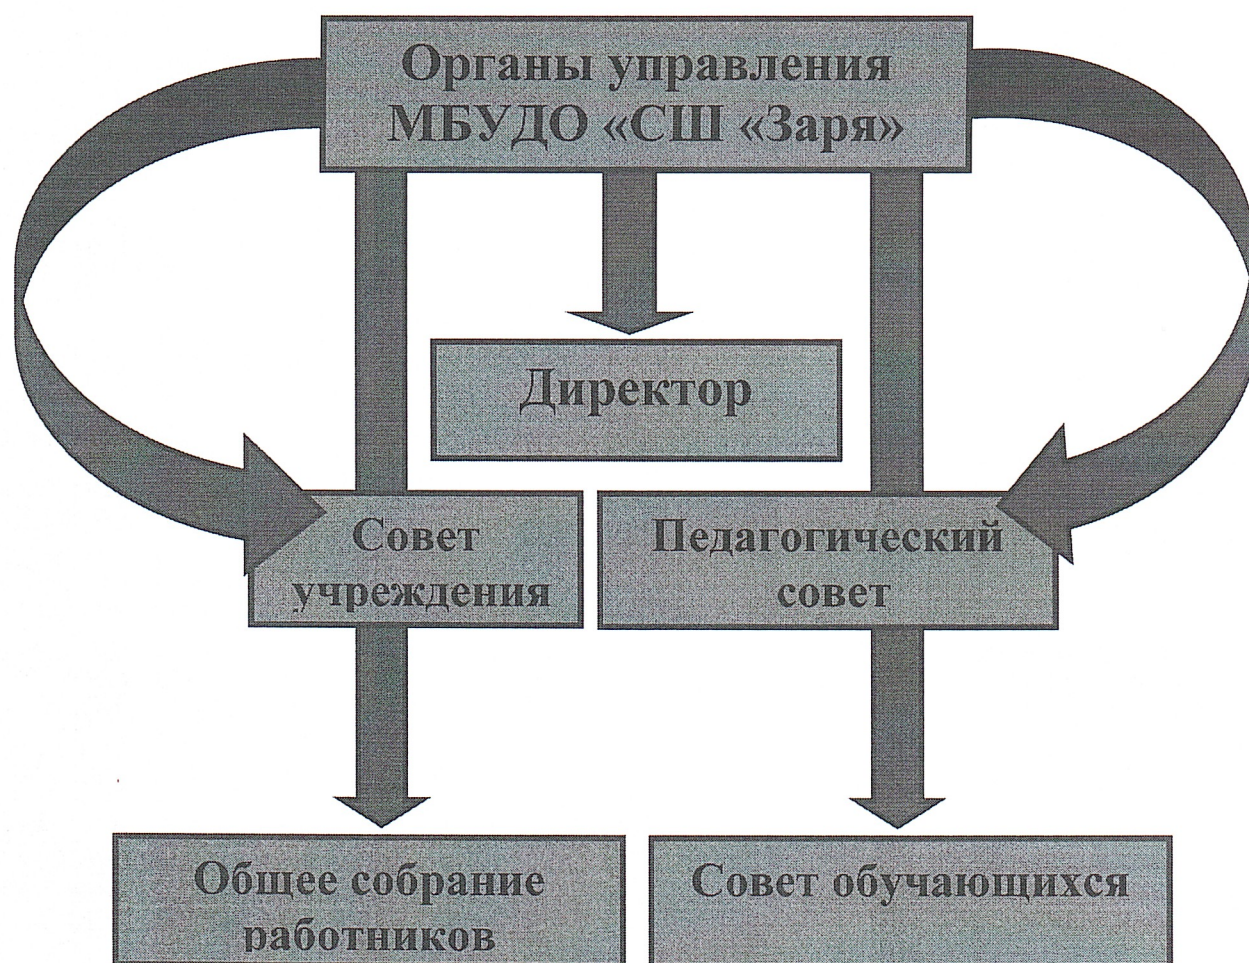 Органы управления
МБУДО «СШ «Заря»
Директор
Совет
учреждения
Педагогический
совет
Общее собрание
работников
Совет обучающихся